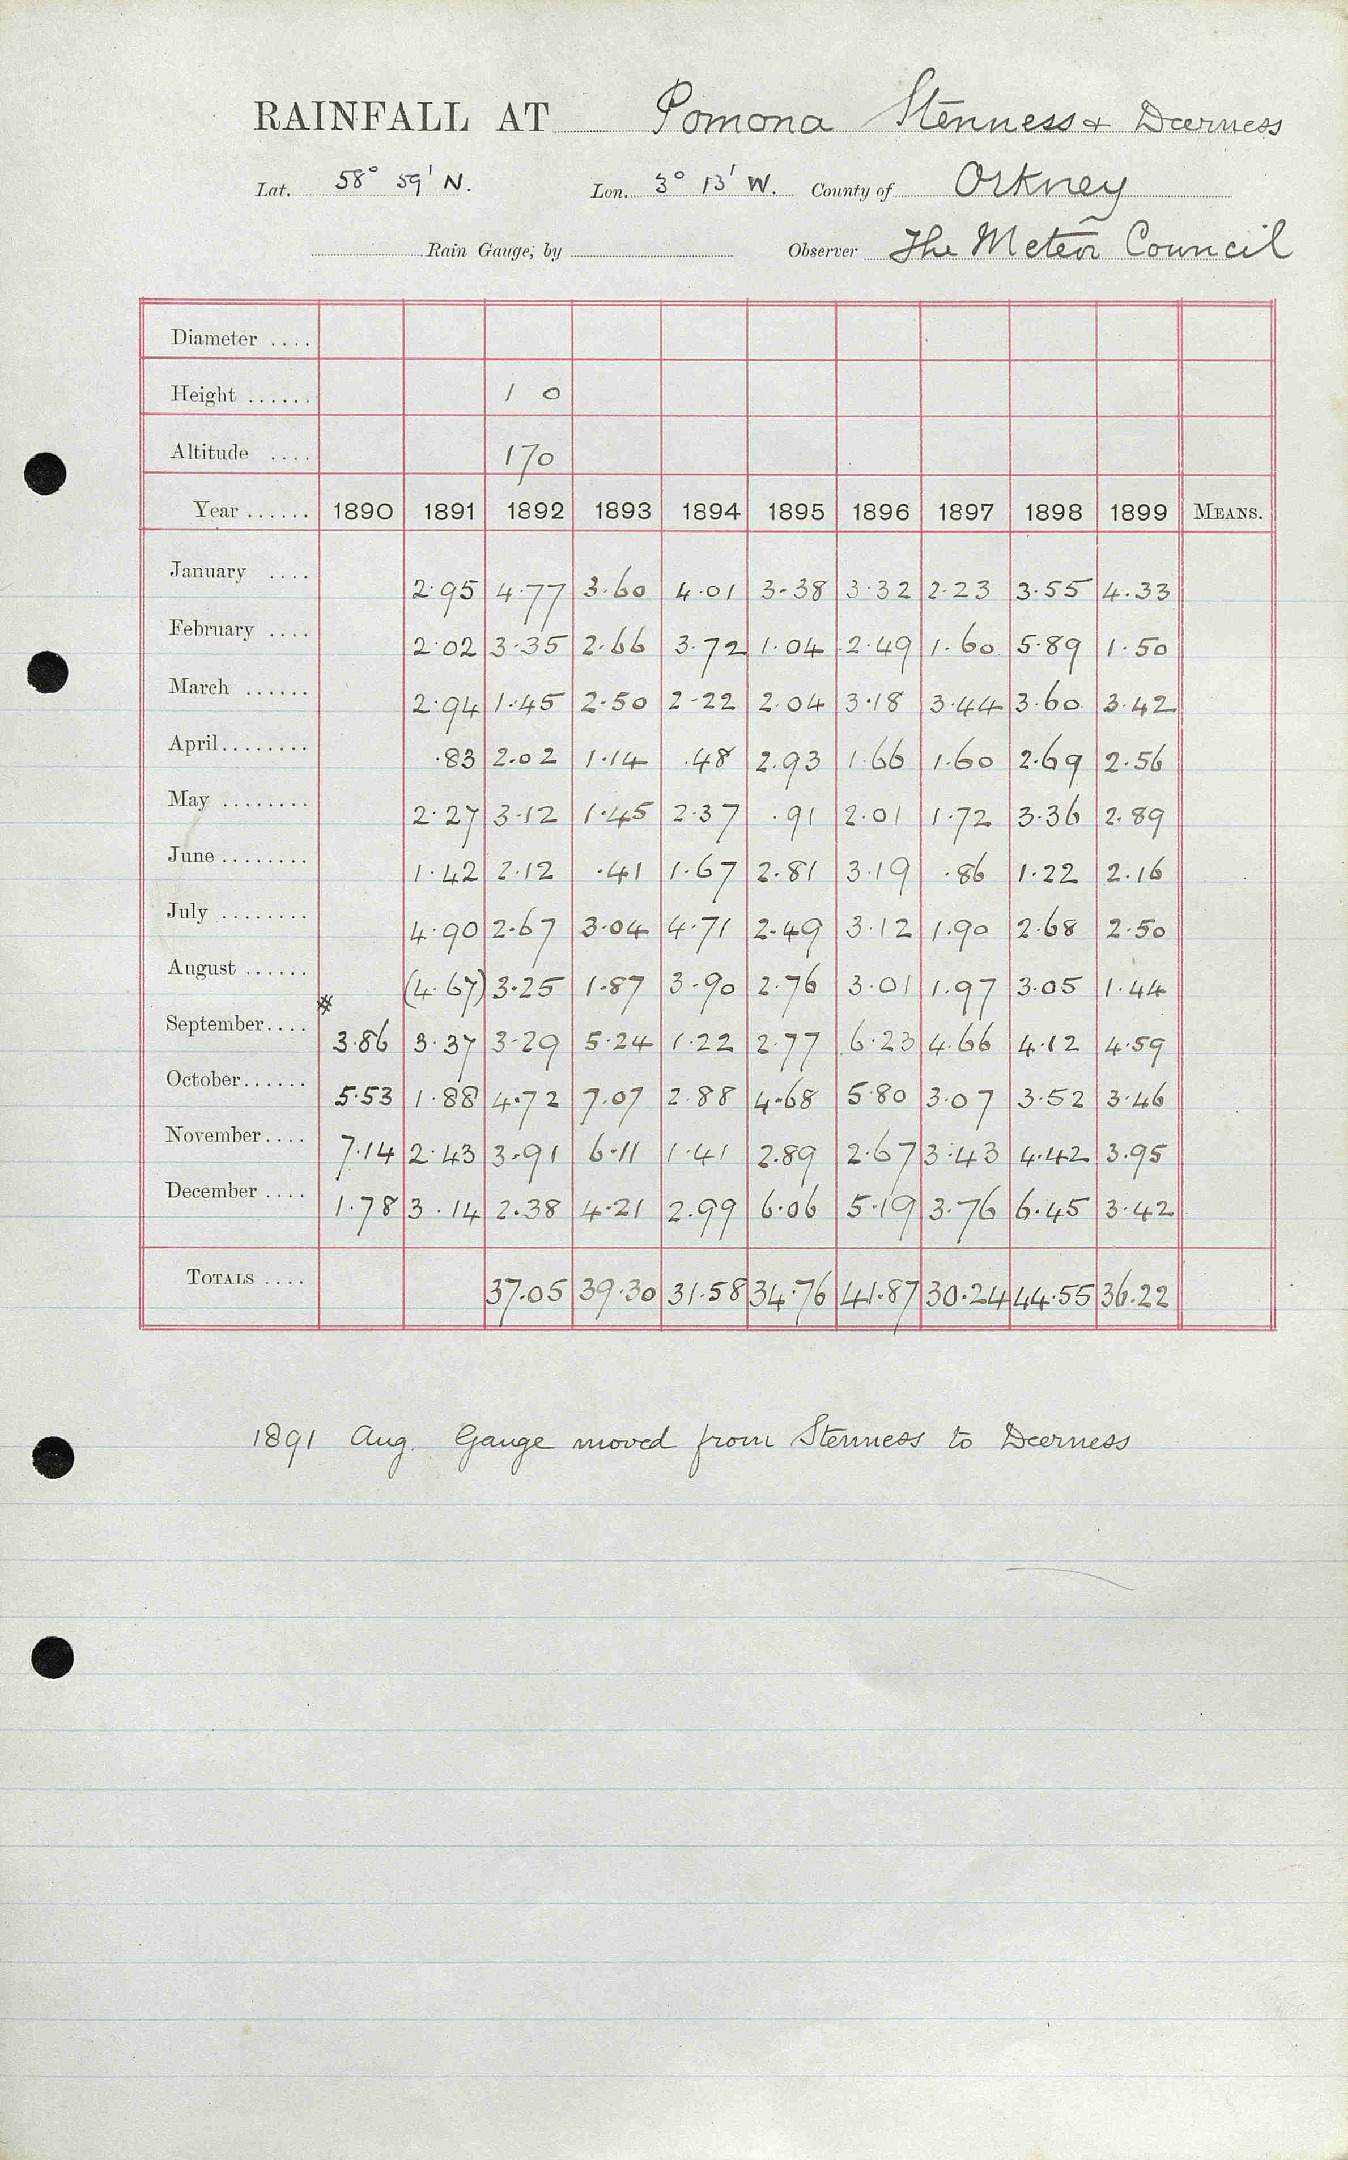 RAINFALL AT Pomona Stenness & Deerness
Lat. 58° 59' N. Lon. 3° 13' W. County of Orkney
Rain Gauge; by Observer The Meteor Council
Diameter ....
Height ...... 1 0
Altitude .... 170
Year ...... 1890 1891 1892 1893 1894 1895 1896 1897 1898 1899 MEANS.
January .... 2.95 4.77 3.60 4.01 3.38 3.32 2.23 3.55 4.33
February .... 2.02 3.35 2.66 3.72 1.04 2.49 1.60 5.89 1.50
March ...... 2.94 1.45 2.50 2.22 2.04 3.18 3.44 3.60 3.42
April........ .83 2.02 1.14 .48 2.93 1.66 1.60 2.69 2.56
May ........ 2.27 3.12 1.45 2.37 .91 2.01 1.72 3.36 2.89
June ........ 1.42 2.12 .41 1.67 2.81 3.19 .86 1.22 2.16
July ........ 4.90 2.67 3.04 4.71 2.49 3.12 1.90 2.68 2.50
August ...... (4.67) 3.25 1.87 3.90 2.76 3.01 1.97 3.05 1.44
September.... # 3.86 3.37 3.29 5.24 1.22 2.77 6.23 4.66 4.12 4.59
October...... 5.53 1.88 4.72 7.07 2.88 4.68 5.80 3.07 3.52 3.46
November.... 7.14 2.43 3.91 6.11 1.41 2.89 2.67 3.43 4.42 3.95
December .... 1.78 3.14 2.38 4.21 2.99 6.06 5.19 3.76 6.45 3.42
TOTALS .... 37.05 39.30 31.58 34.76 41.87 30.24 44.55 36.22
1891 Aug. Gauge moved from Stenness to Deerness